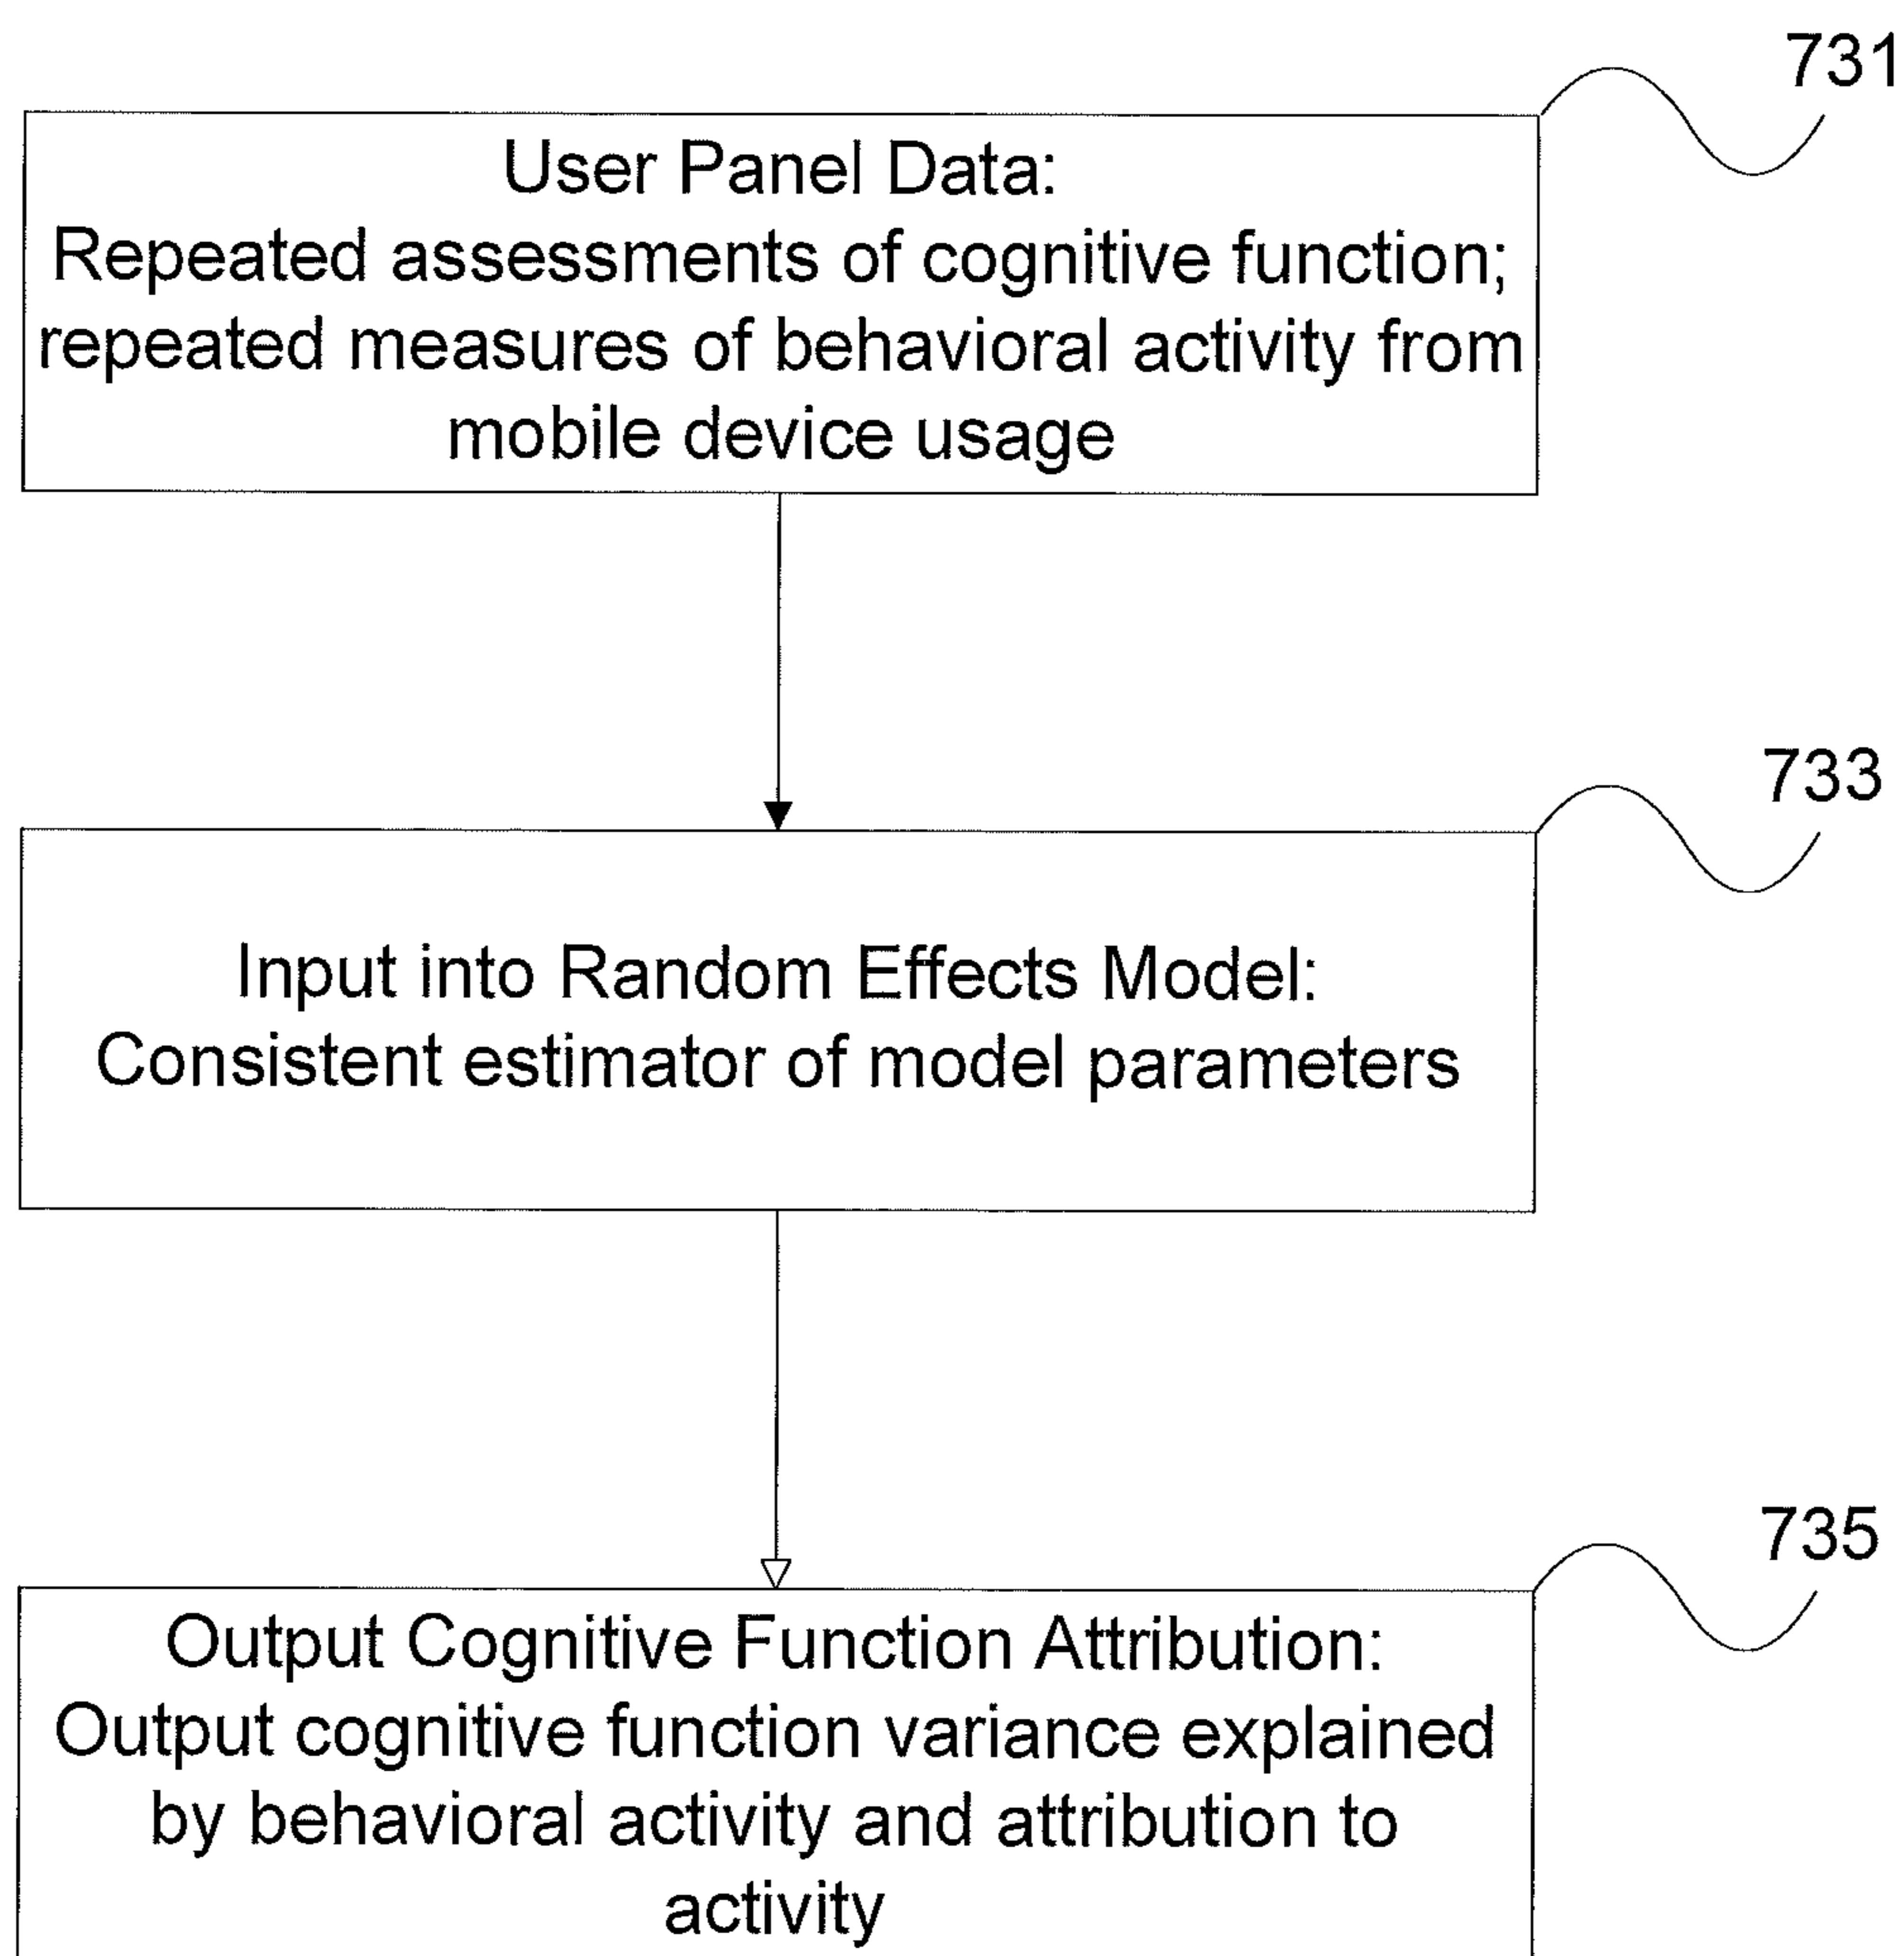 731
User Panel Data:
Repeated assessments of cognitive function;
repeated measures of behavioral activity from
mobile device usage
733
Input into Random Effects Model:
Consistent estimator of model parameters
735
Output Cognitive Function Attribution:
Output cognitive function variance explained
by behavioral activity and attribution to
activity